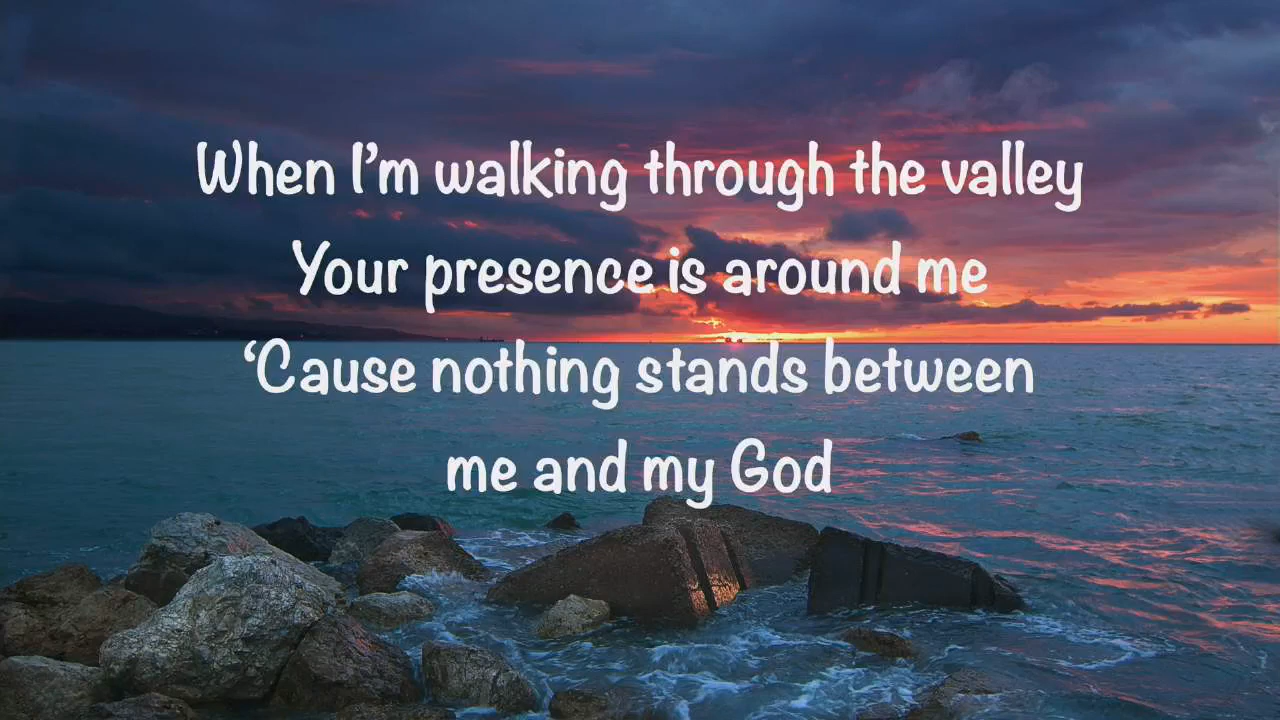 When I’m walking through the valley
Your presence is around me
‘Cause nothing stands between
me and my God